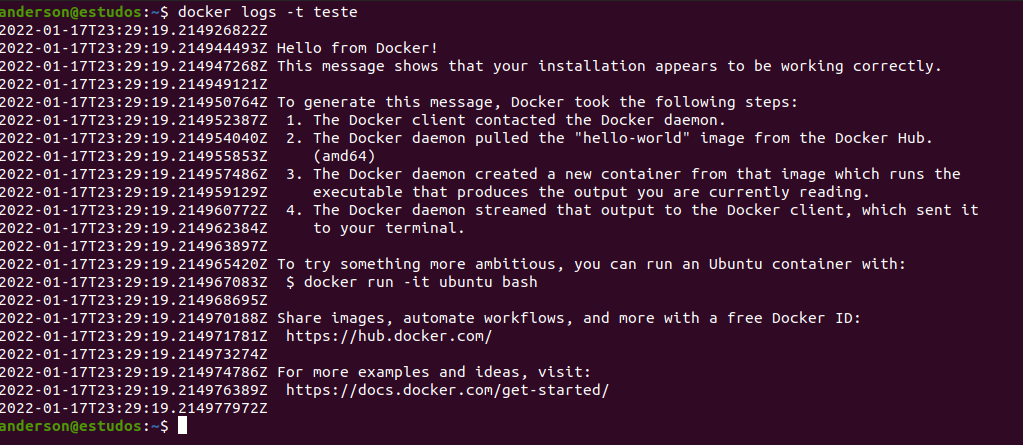 anderson@estudos:~$ docker logs -t teste
2022-01-17T23:29:19.214926822Z
2022-01-17T23:29:19.214944493Z Hello from Docker!
2022-01-17T23:29:19.214947268Z This message shows that your installation appears to be working correctly.
2022-01-17T23:29:19.214949121Z
2022-01-17T23:29:19.214950764Z To generate this message, Docker took the following steps:
2022-01-17T23:29:19.214952387Z  1. The Docker client contacted the Docker daemon.
2022-01-17T23:29:19.214954040Z  2. The Docker daemon pulled the "hello-world" image from the Docker Hub.
2022-01-17T23:29:19.214955853Z     (amd64)
2022-01-17T23:29:19.214957486Z  3. The Docker daemon created a new container from that image which runs the
2022-01-17T23:29:19.214959129Z     executable that produces the output you are currently reading.
2022-01-17T23:29:19.214960772Z  4. The Docker daemon streamed that output to the Docker client, which sent it
2022-01-17T23:29:19.214962384Z     to your terminal.
2022-01-17T23:29:19.214963897Z
2022-01-17T23:29:19.214965420Z To try something more ambitious, you can run an Ubuntu container with:
2022-01-17T23:29:19.214967083Z  $ docker run -it ubuntu bash
2022-01-17T23:29:19.214968695Z
2022-01-17T23:29:19.214970188Z Share images, automate workflows, and more with a free Docker ID:
2022-01-17T23:29:19.214971781Z  https://hub.docker.com/
2022-01-17T23:29:19.214973274Z
2022-01-17T23:29:19.214974786Z For more examples and ideas, visit:
2022-01-17T23:29:19.214976389Z  https://docs.docker.com/get-started/
2022-01-17T23:29:19.214977972Z
anderson@estudos:~$